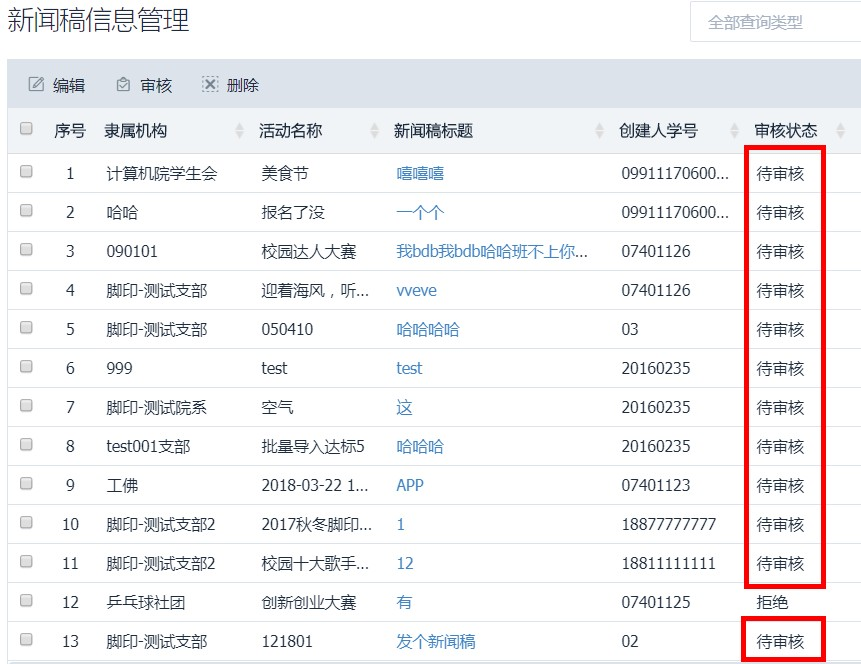 新闻稿信息管理
全部查询类型
编辑 审核 删除
序号 隶属机构 活动名称 新闻稿标题 创建人学号 审核状态
1 计算机院学生会 美食节 嘻嘻嘻 09911170600... 待审核
2 哈哈 报名了没 一个个 09911170600... 待审核
3 090101 校园达人大赛 我bdb我bdb哈哈班不上你... 07401126 待审核
4 脚印-测试支部 迎着海风，听... vveve 07401126 待审核
5 脚印-测试支部 050410 哈哈哈哈 03 待审核
6 999 test test 20160235 待审核
7 脚印-测试院系 空气 这 20160235 待审核
8 test001支部 批量导入达标5 哈哈哈 20160235 待审核
9 工佛 2018-03-22 1... APP 07401123 待审核
10 脚印-测试支部2 2017秋冬脚印... 1 18877777777 待审核
11 脚印-测试支部2 校园十大歌手... 12 18811111111 待审核
12 乒乓球社团 创新创业大赛 有 07401125 拒绝
13 脚印-测试支部 121801 发个新闻稿 02 待审核